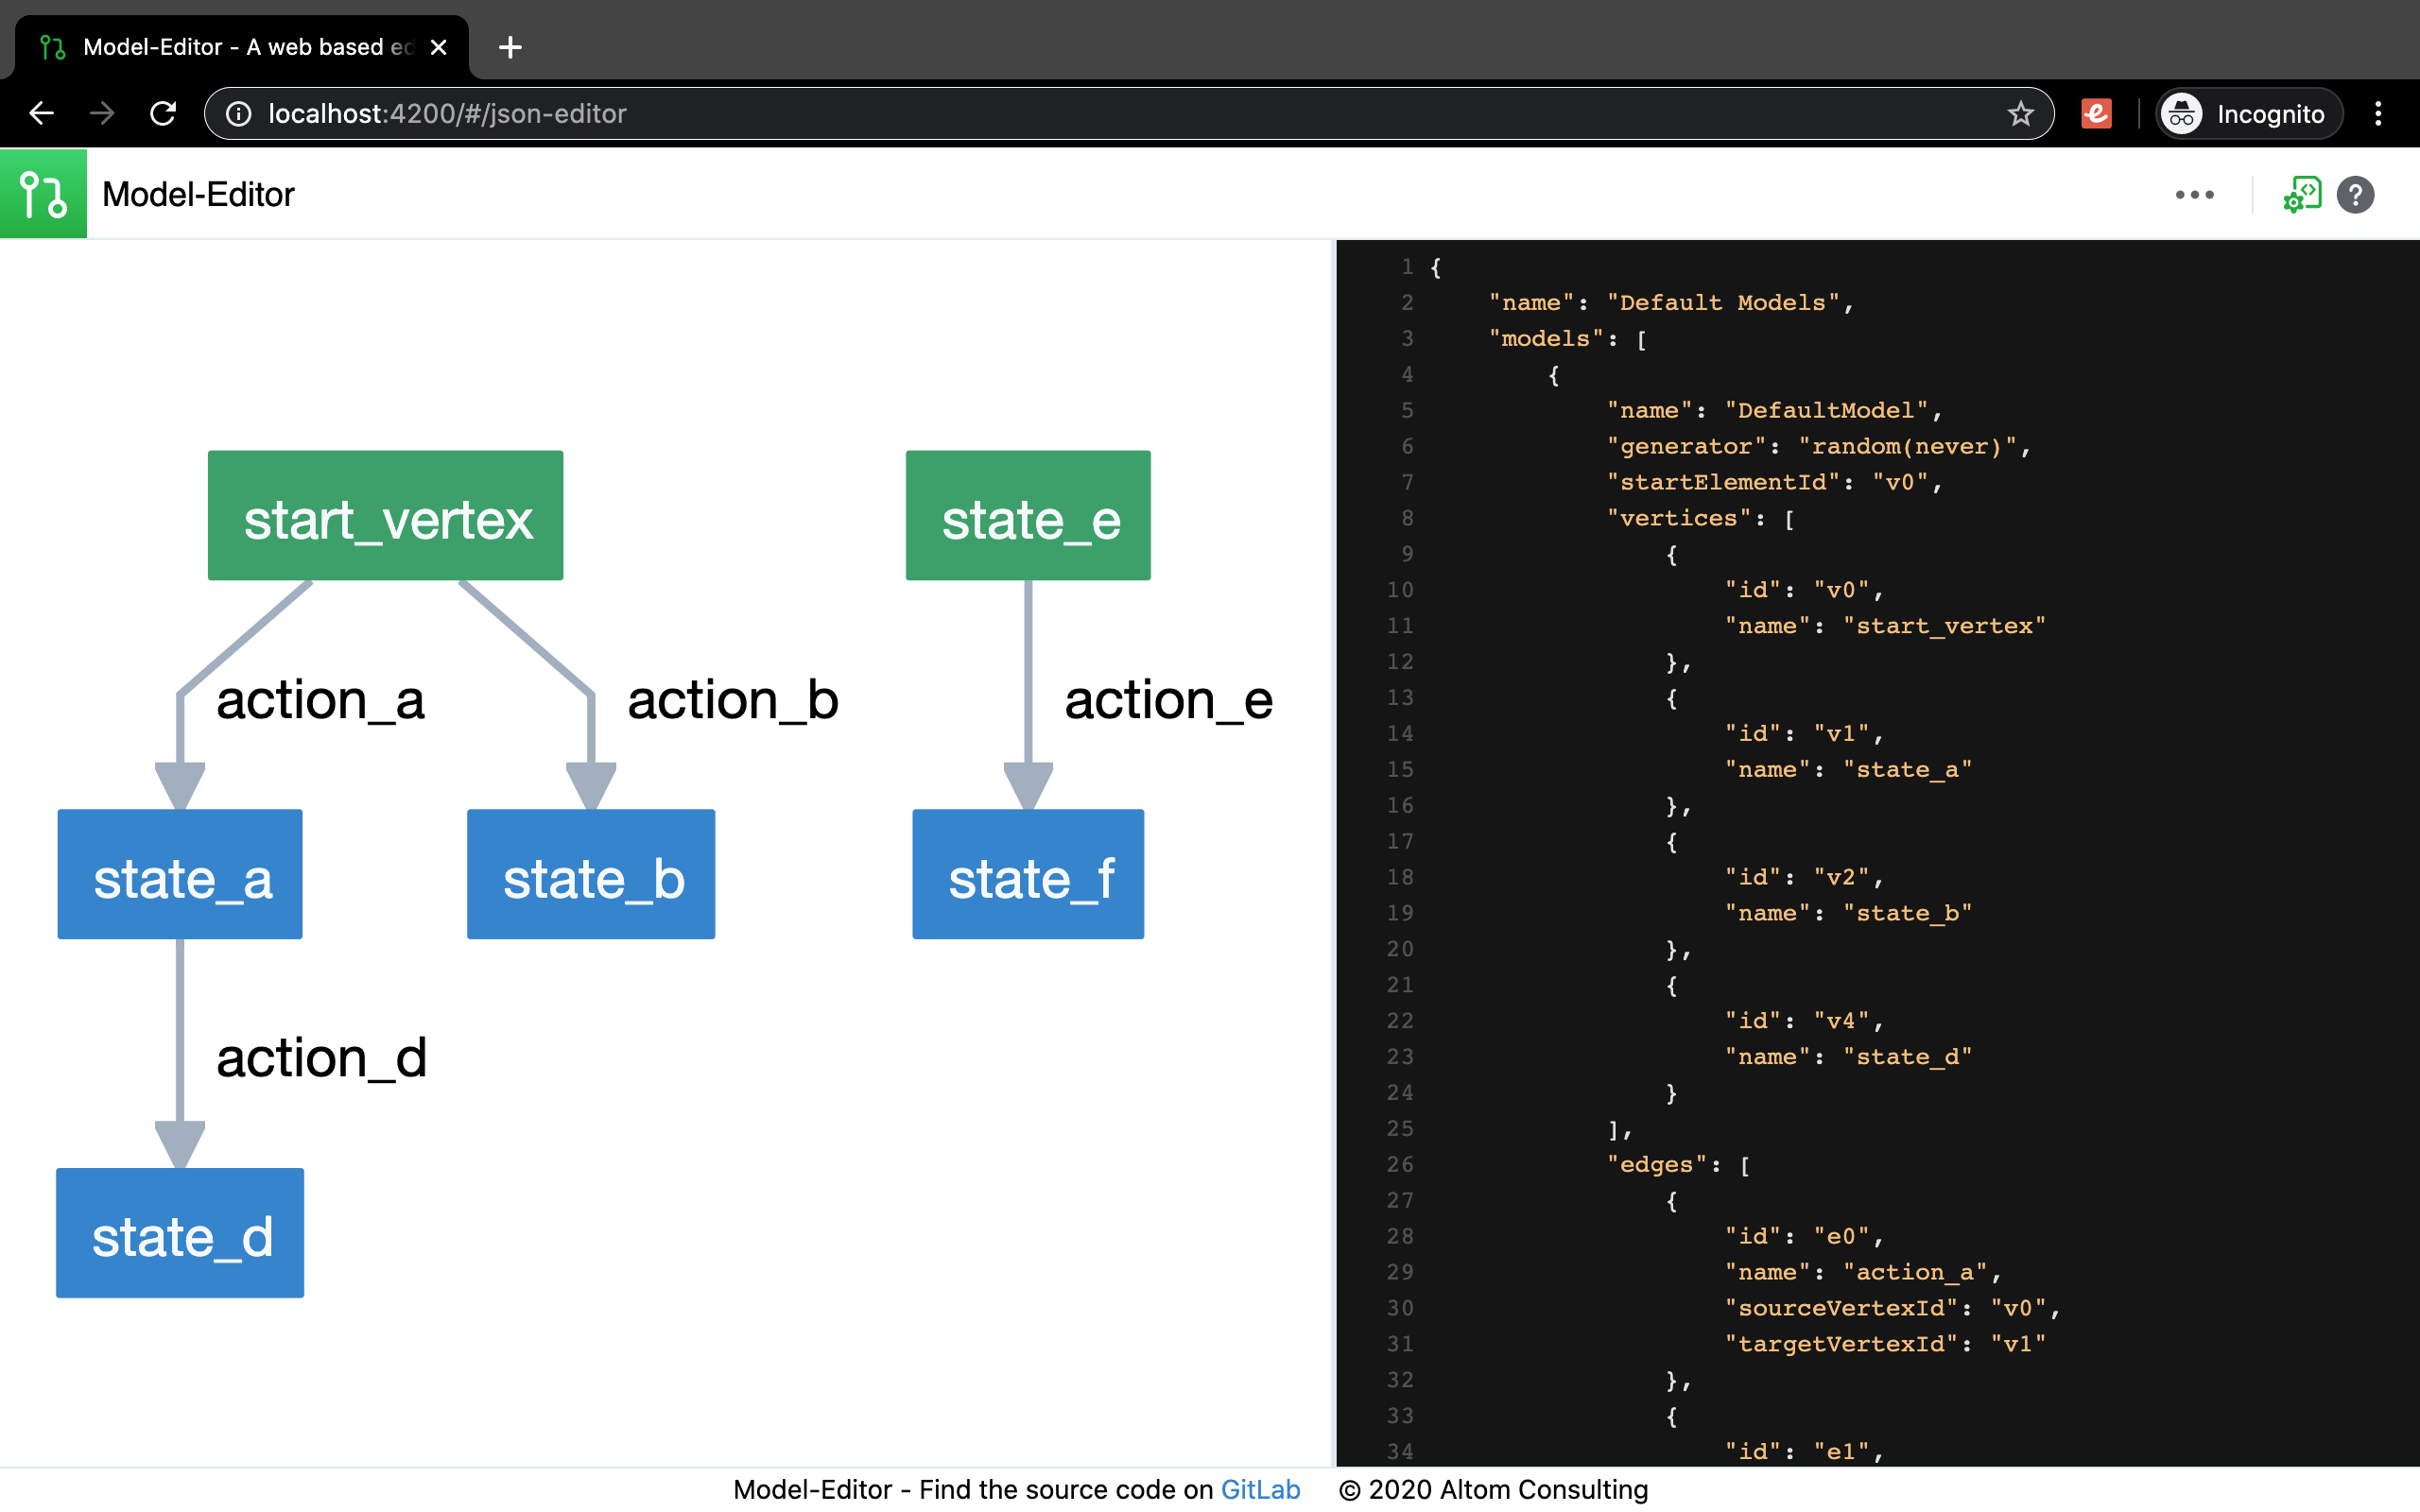 Model-Editor - A web based ed
localhost:4200/#/json-editor
Incognito
Model-Editor
start_vertex
state_e
action_a
action_b
action_e
state_a
state_b
state_f
action_d
state_d
1 {
2 "name": "Default Models",
3 "models": [
4 {
5 "name": "DefaultModel",
6 "generator": "random(never)",
7 "startElementId": "v0",
8 "vertices": [
9 {
10 "id": "v0",
11 "name": "start_vertex"
12 },
13 {
14 "id": "v1",
15 "name": "state_a"
16 },
17 {
18 "id": "v2",
19 "name": "state_b"
20 },
21 {
22 "id": "v4",
23 "name": "state_d"
24 }
25 ],
26 "edges": [
27 {
28 "id": "e0",
29 "name": "action_a",
30 "sourceVertexId": "v0",
31 "targetVertexId": "v1"
32 },
33 {
34 "id": "e1",
Model-Editor - Find the source code on GitLab © 2020 Altom Consulting